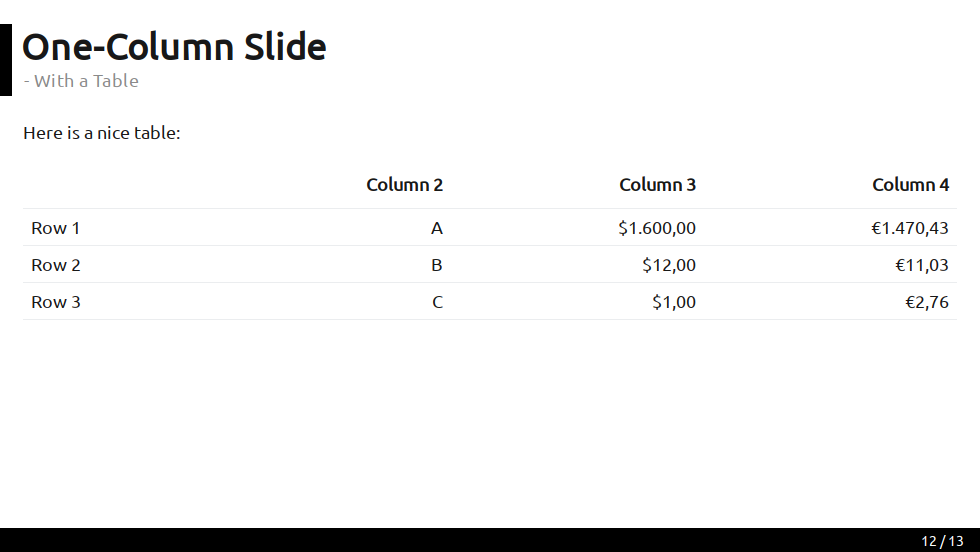 One-Column Slide
- With a Table
Here is a nice table:
Column 2 Column 3 Column 4
Row 1 A $1.600,00 €1.470,43
Row 2 B $12,00 €11,03
Row 3 C $1,00 €2,76
12 / 13